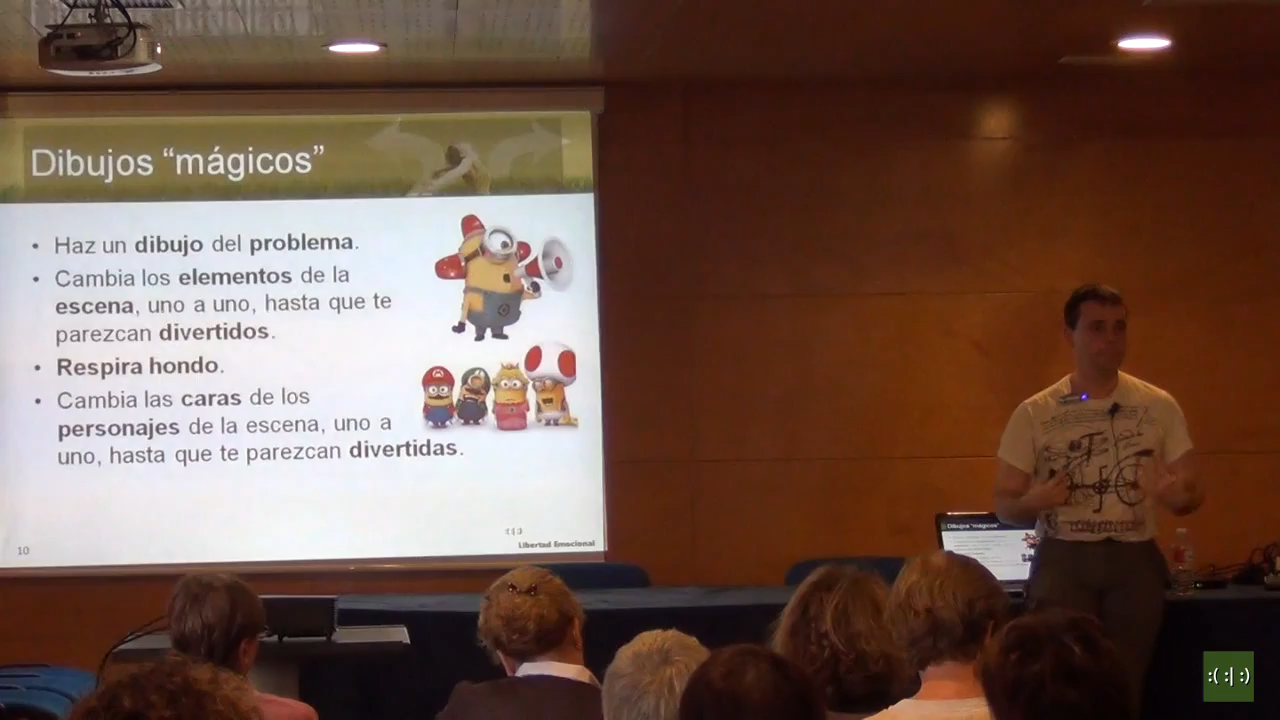 Dibujos “mágicos”
• Haz un dibujo del problema.
• Cambia los elementos de la
escena, uno a uno, hasta que te
parezcan divertidos.
• Respira hondo.
• Cambia las caras de los
personajes de la escena, uno a
uno, hasta que te parezcan divertidas.
10
Libertad Emocional
Dibujos “mágicos”
:( :| :)